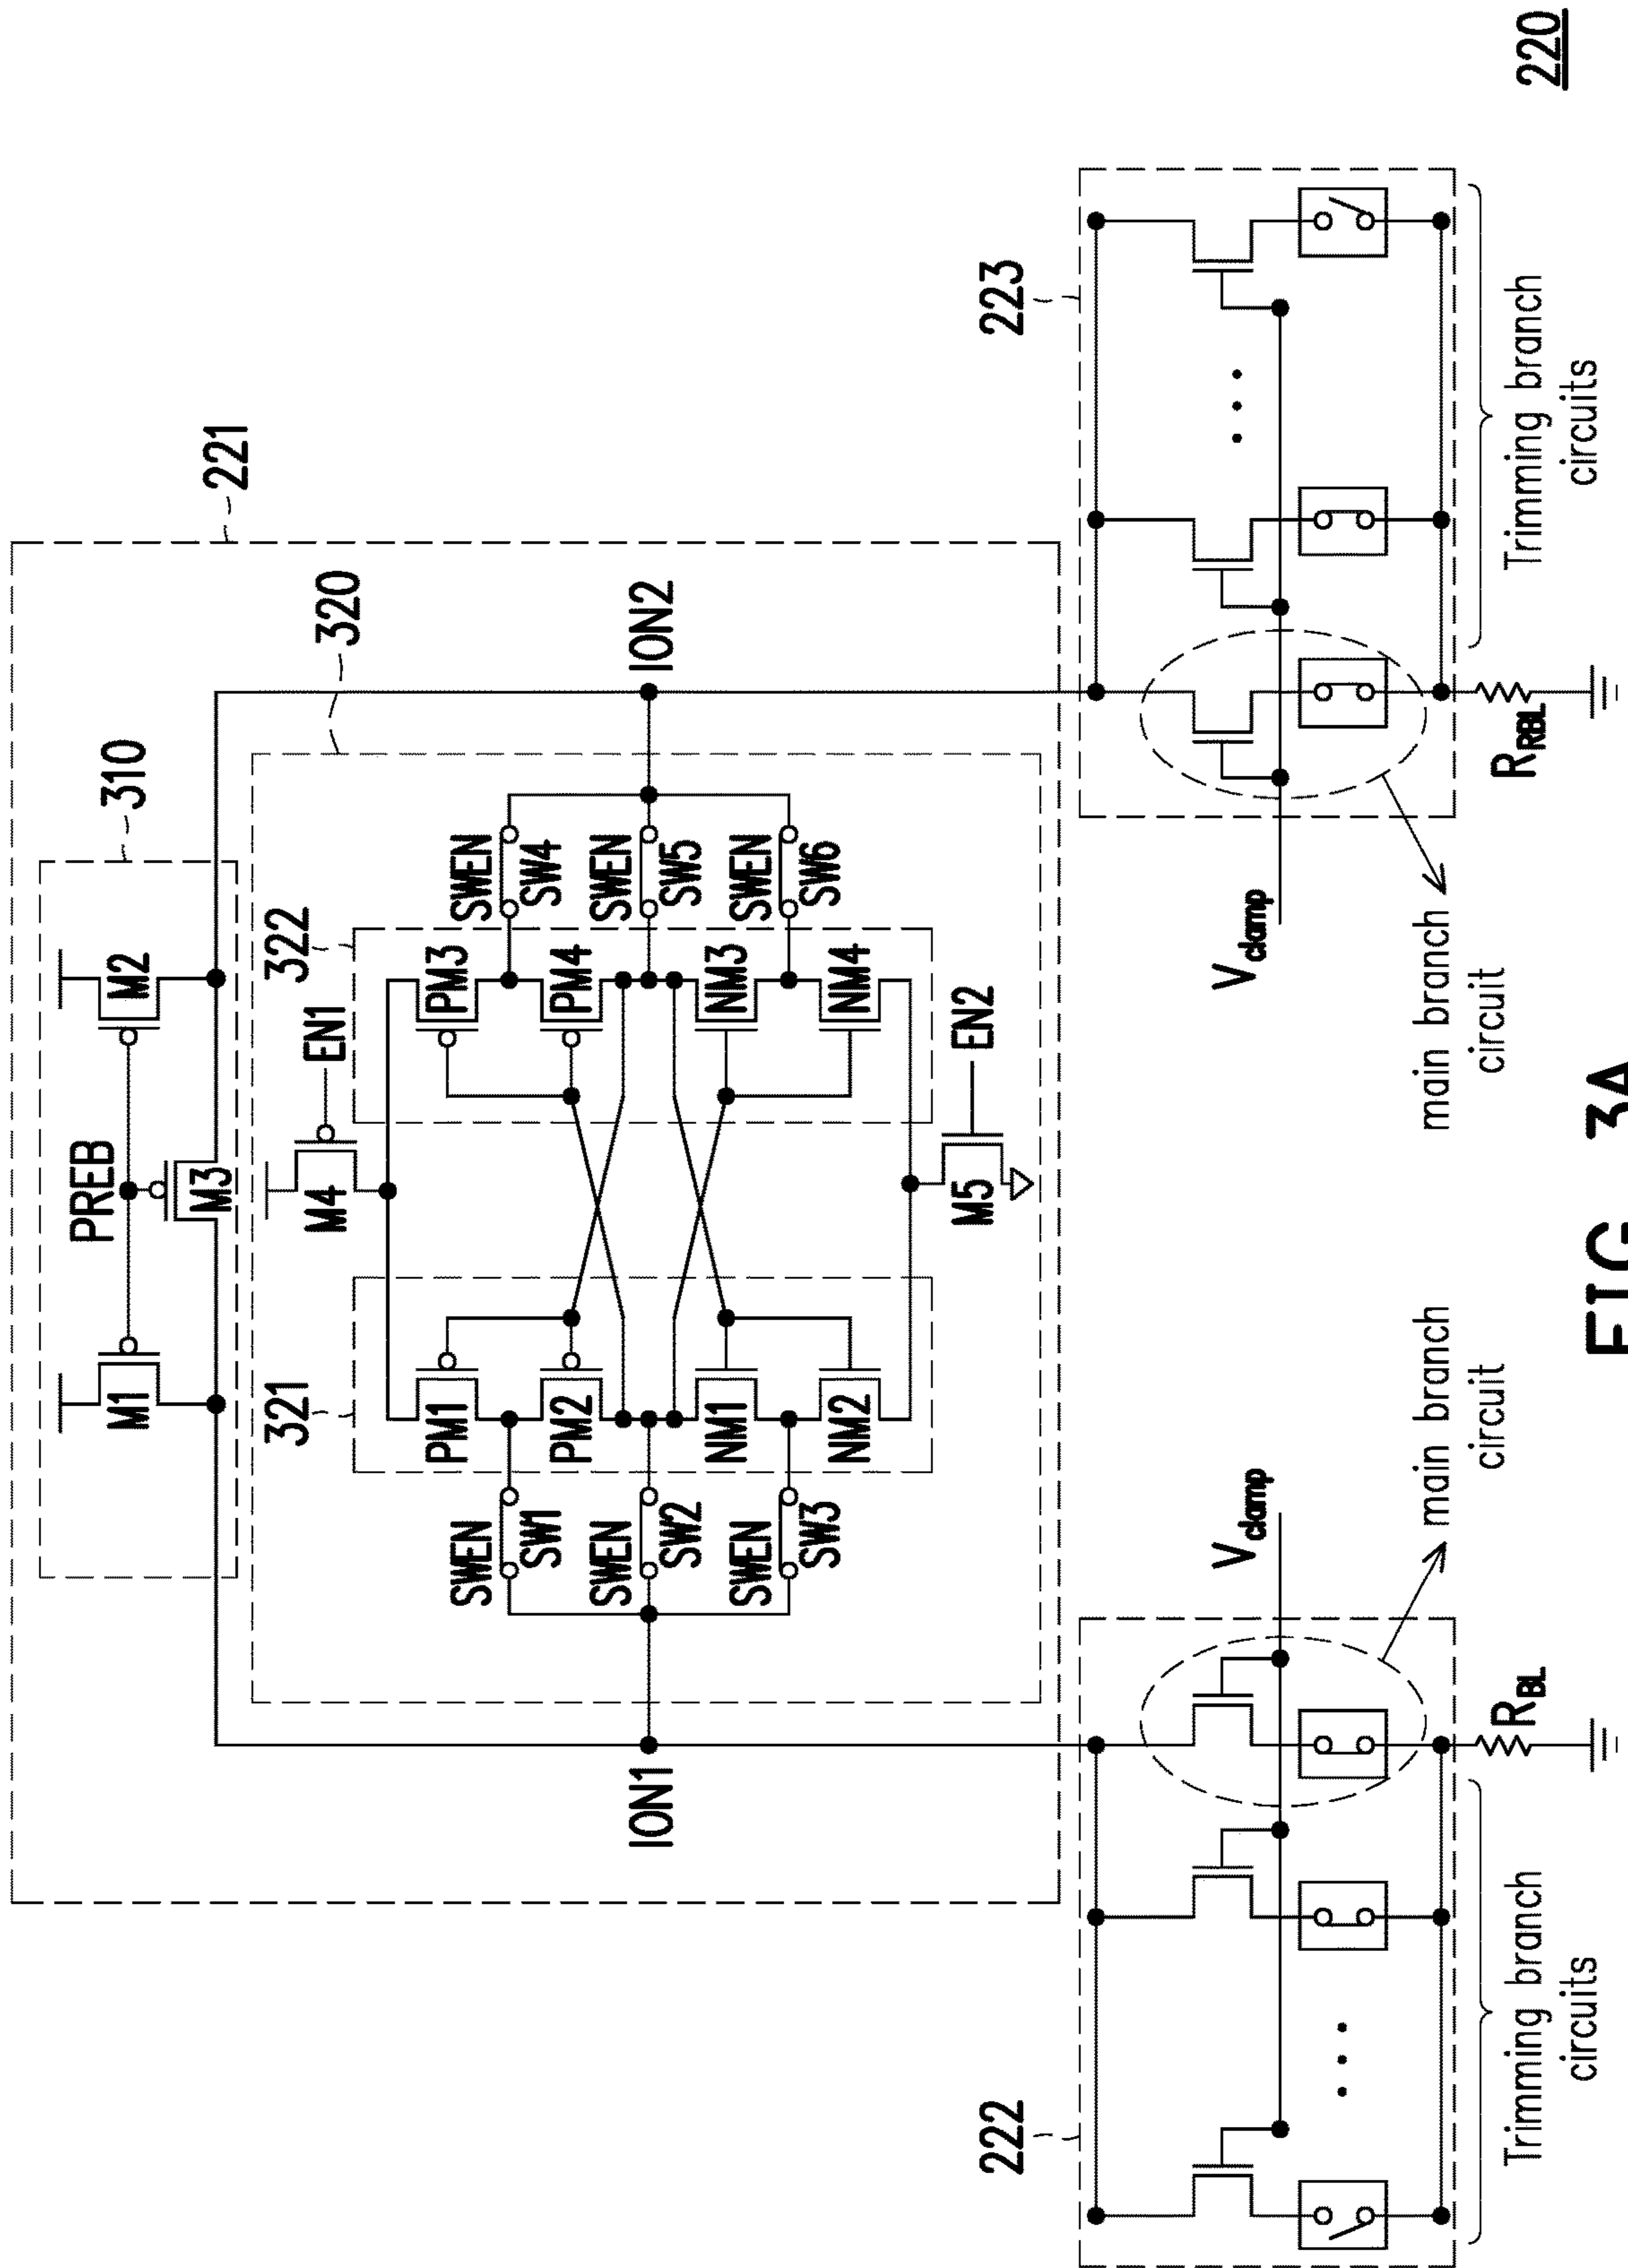 220
221
310
PREB
M1
M2
M3
320
M4
EN1
321
322
PM1
PM3
SWEN
SW1
SWEN
SW4
PM2
PM4
ION1
SWEN
SW2
SWEN
SW5
ION2
NM1
NM3
SWEN
SW3
SWEN
SW6
NM2
NM4
M5
EN2
222
223
Vclamp
Vclamp
RBL
RRBL
main branch
circuit
main branch
circuit
Trimming branch
circuits
Trimming branch
circuits
FIG. 3A